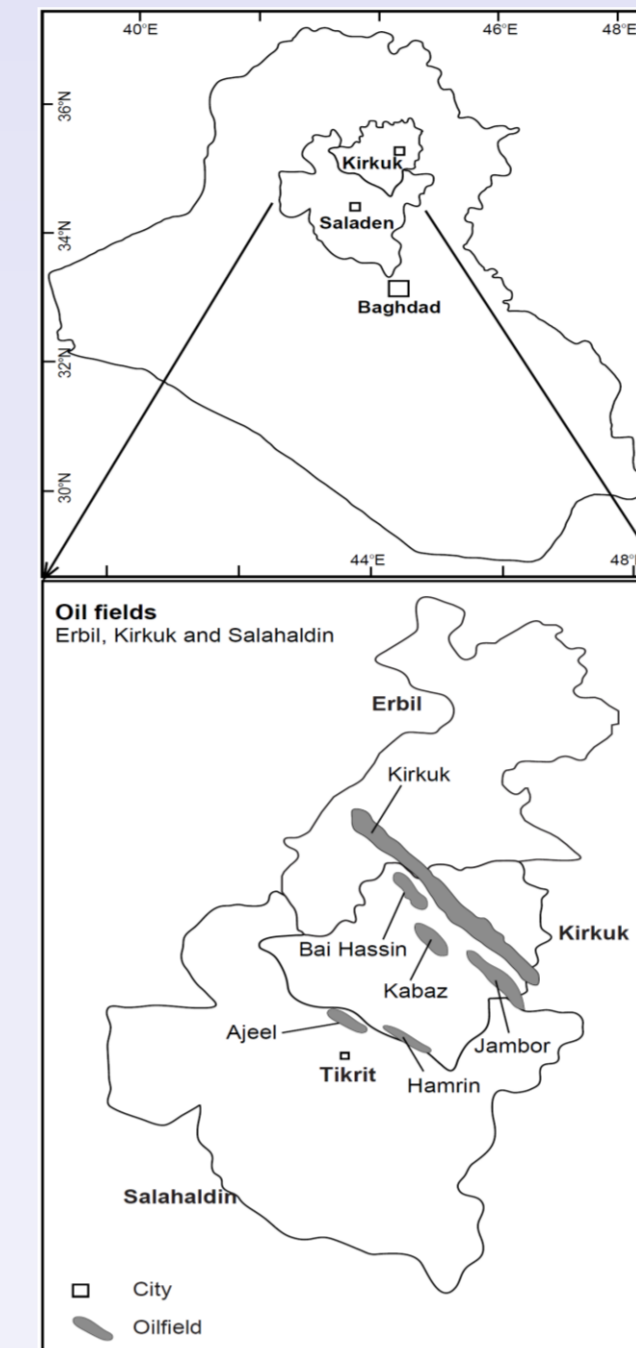 40°E
46°E
48°E
36°N
Kirkuk
Saladen
34°N
Baghdad
32°N
30°N
44°E
48°
Oil fields
Erbil, Kirkuk and Salahaldin
Erbil
Kirkuk
Kirkuk
Bai Hassin
Kabaz
Ajeel
Jambor
Tikrit
Hamrin
Salahaldin
City
Oilfield